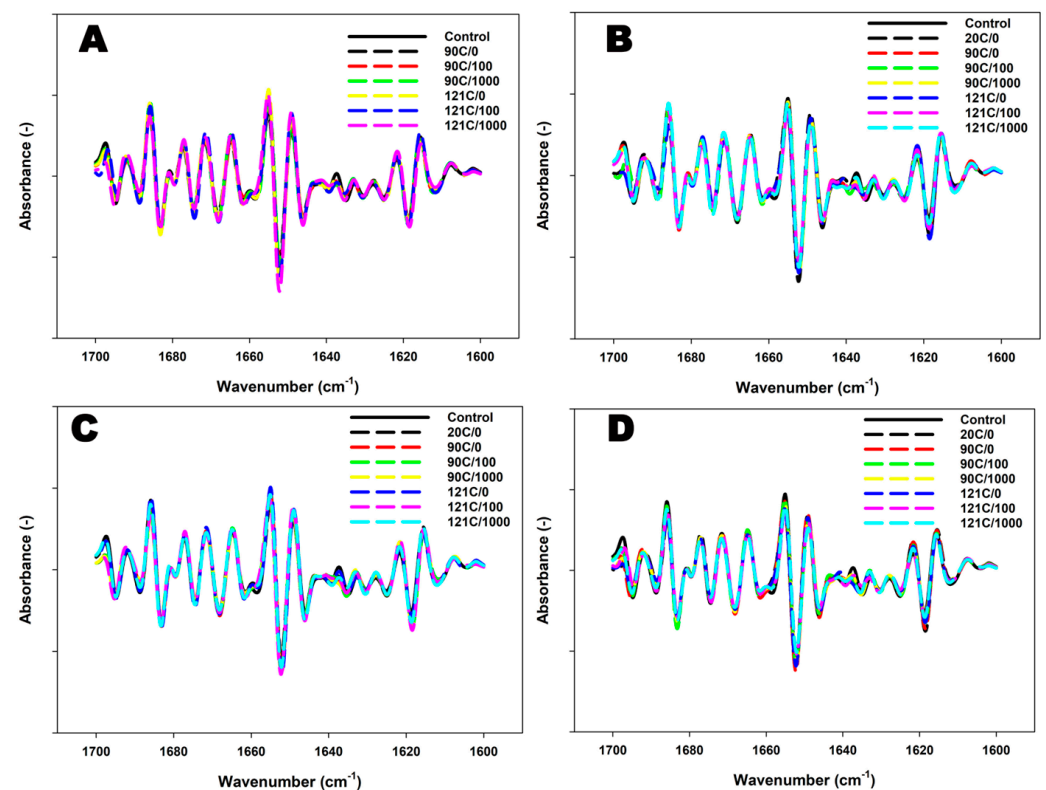 A
Control
90C/0
90C/100
90C/1000
121C/0
121C/100
121C/1000
Absorbance (-)
1700 1680 1660 1640 1620 1600
Wavenumber (cm-1)
B
Control
20C/0
90C/0
90C/100
90C/1000
121C/0
121C/100
121C/1000
Absorbance (-)
1700 1680 1660 1640 1620 1600
Wavenumber (cm-1)
C
Control
20C/0
90C/0
90C/100
90C/1000
121C/0
121C/100
121C/1000
Absorbance (-)
1700 1680 1660 1640 1620 1600
Wavenumber (cm-1)
D
Control
20C/0
90C/0
90C/100
90C/1000
121C/0
121C/100
121C/1000
Absorbance (-)
1700 1680 1660 1640 1620 1600
Wavenumber (cm-1)